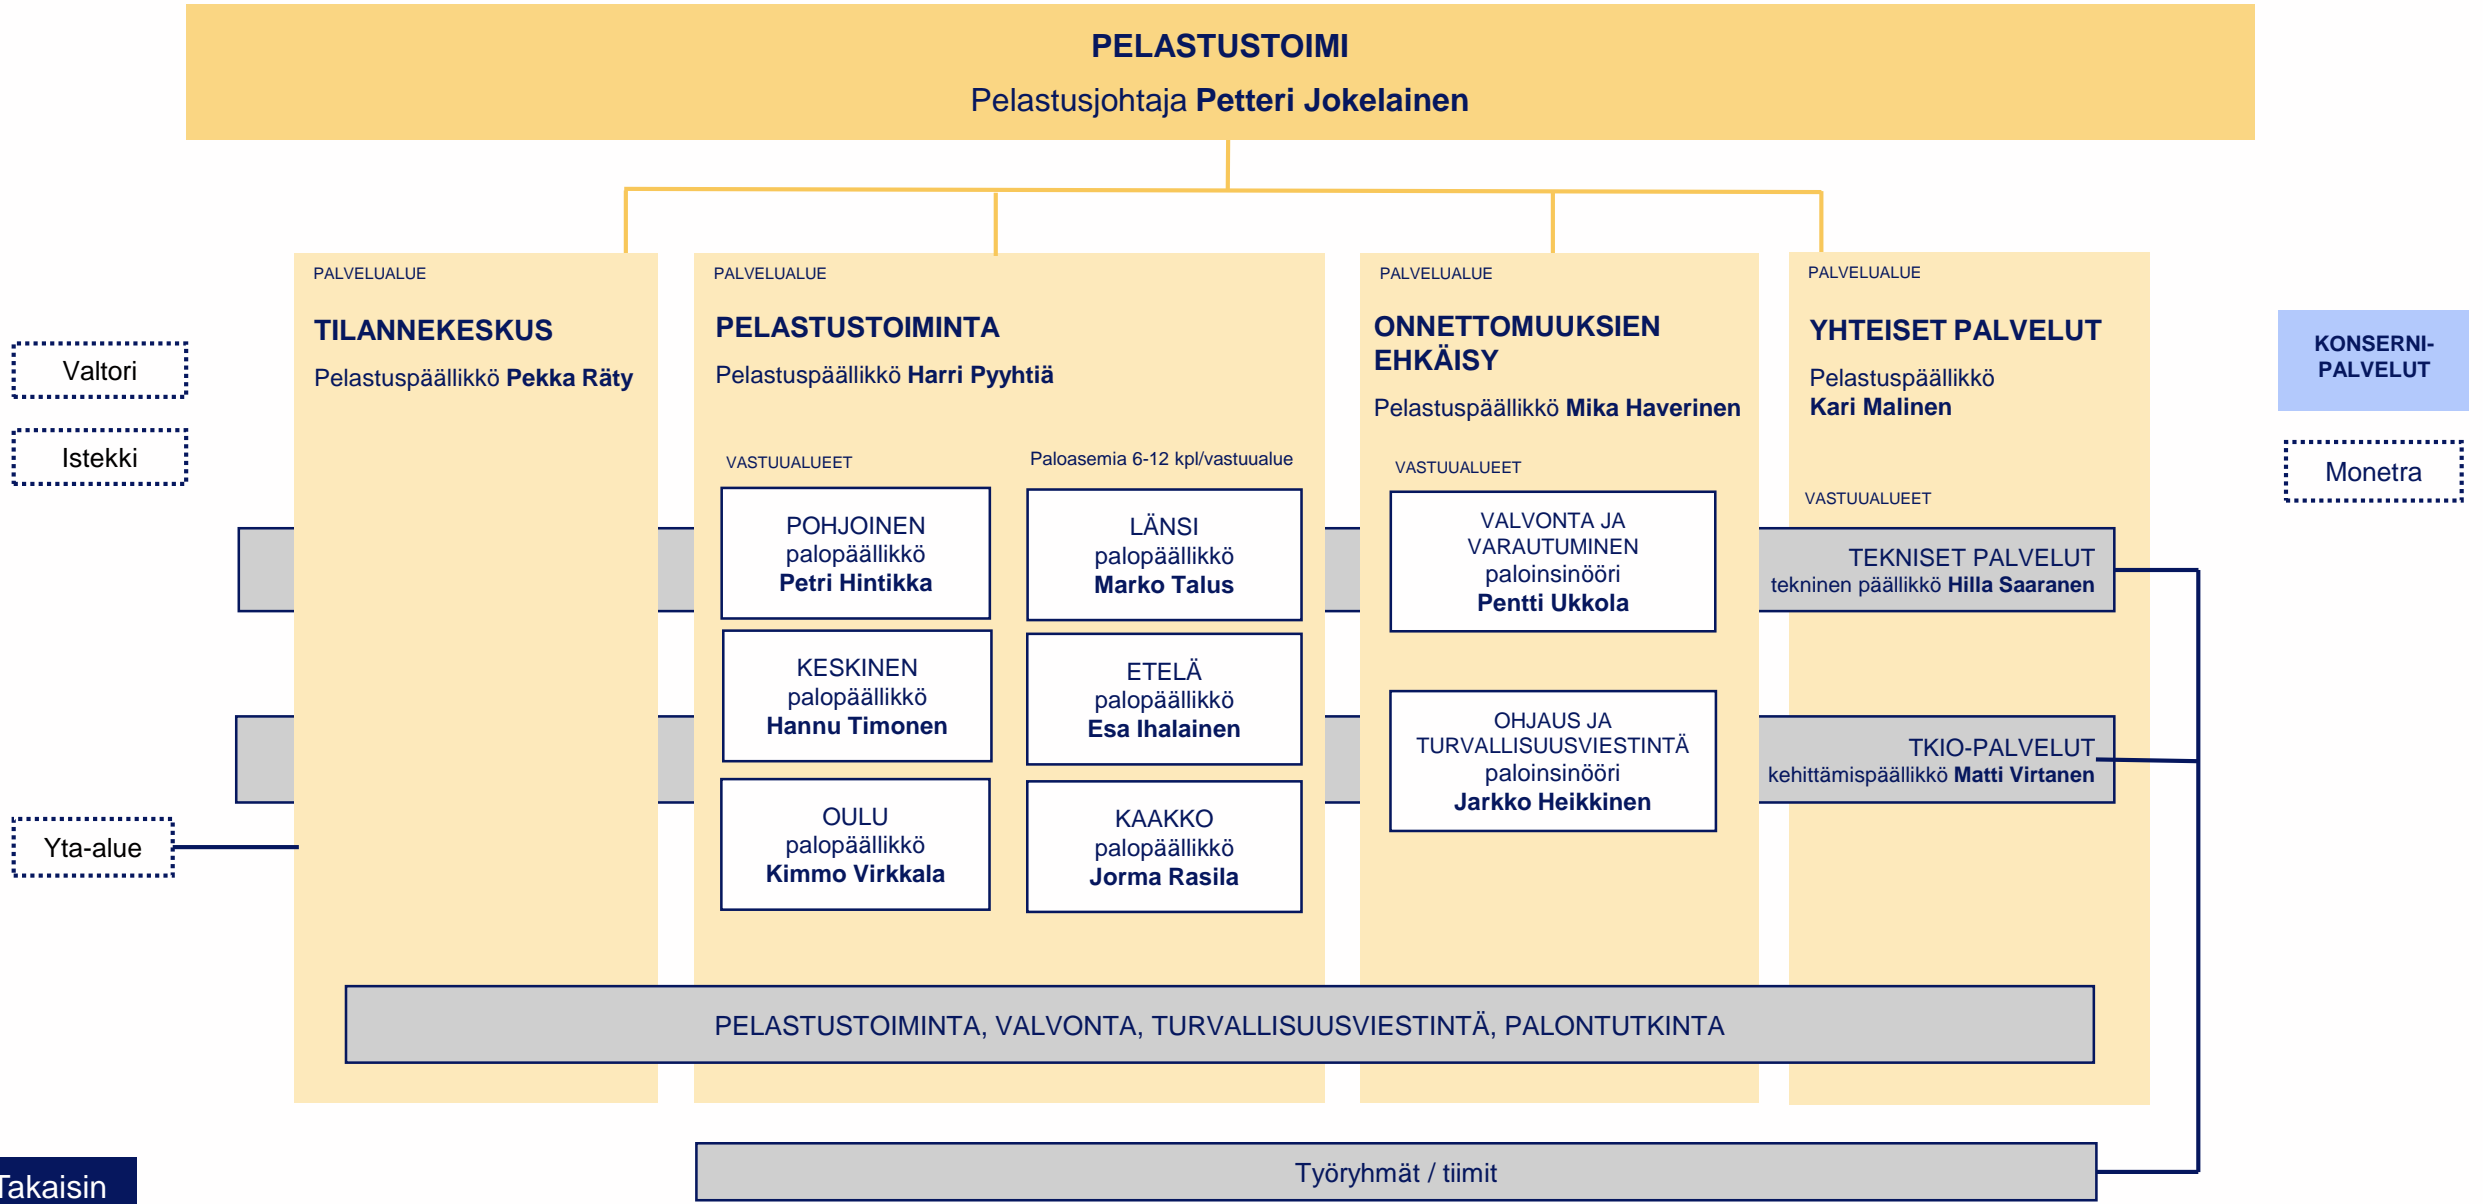 PELASTUSTOIMI
Pelastusjohtaja Petteri Jokelainen
Valtori
Istekki
Yta-alue
PALVELUALUE
TILANNEKESKUS
Pelastuspäällikkö Pekka Räty
PALVELUALUE
PELASTUSTOIMINTA
Pelastuspäällikkö Harri Pyyhtiä
VASTUUALUEET
Paloasemia 6-12 kpl/vastuualue
POHJOINEN
palopäällikkö
Petri Hintikka
LÄNSI
palopäällikkö
Marko Talus
KESKINEN
palopäällikkö
Hannu Timonen
ETELÄ
palopäällikkö
Esa Ihalainen
OULU
palopäällikkö
Kimmo Virkkala
KAAKKO
palopäällikkö
Jorma Rasila
PALVELUALUE
ONNETTOMUUKSIEN
EHKÄISY
Pelastuspäällikkö Mika Haverinen
VASTUUALUEET
VALVONTA JA
VARAUTUMINEN
paloinsinööri
Pentti Ukkola
OHJAUS JA
TURVALLISUUSVIESTINTÄ
paloinsinööri
Jarkko Heikkinen
PALVELUALUE
YHTEISET PALVELUT
Pelastuspäällikkö
Kari Malinen
VASTUUALUEET
TEKNISET PALVELUT
tekninen päällikkö Hilla Saaranen
TKIO-PALVELUT
kehittämispäällikkö Matti Virtanen
KONSERNI-
PALVELUT
Monetra
PELASTUSTOIMINTA, VALVONTA, TURVALLISUUSVIESTINTÄ, PALONTUTKINTA
Työryhmät / tiimit
Takaisin